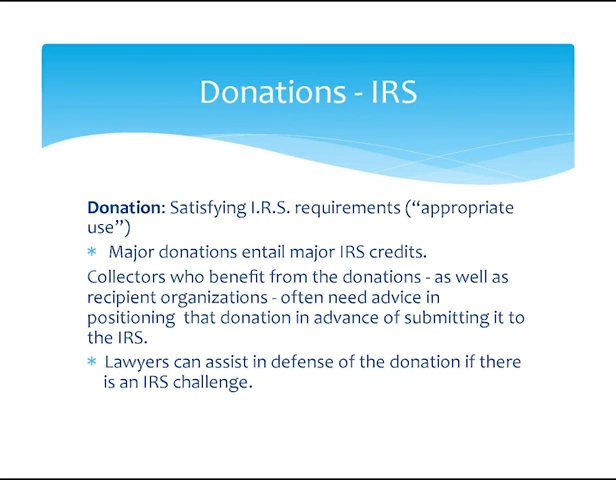 Donations - IRS
Donation: Satisfying I.R.S. requirements (“appropriate
use”)
* Major donations entail major IRS credits.
Collectors who benefit from the donations - as well as
recipient organizations - often need advice in
positioning that donation in advance of submitting it to
the IRS.
* Lawyers can assist in defense of the donation if there
is an IRS challenge.